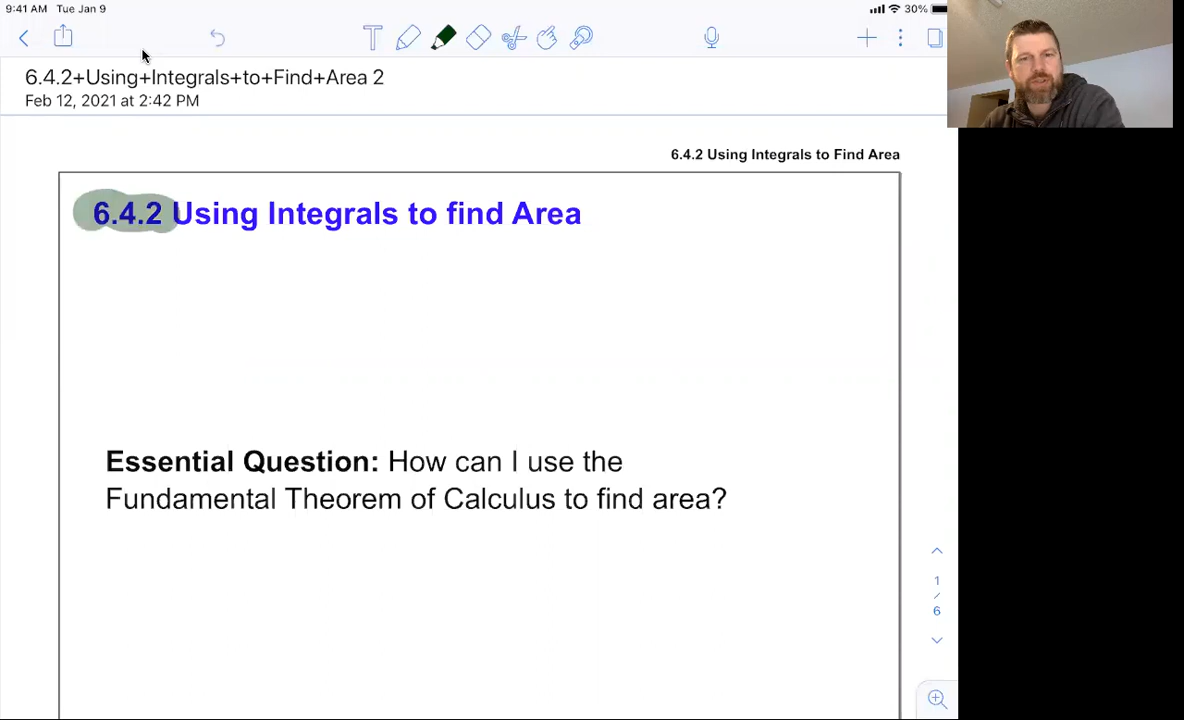 9:41 AM Tue Jan 9
30%
6.4.2+Using+Integrals+to+Find+Area 2
Feb 12, 2021 at 2:42 PM
6.4.2 Using Integrals to Find Area
6.4.2 Using Integrals to find Area
Essential Question: How can I use the
Fundamental Theorem of Calculus to find area?
1
/
6